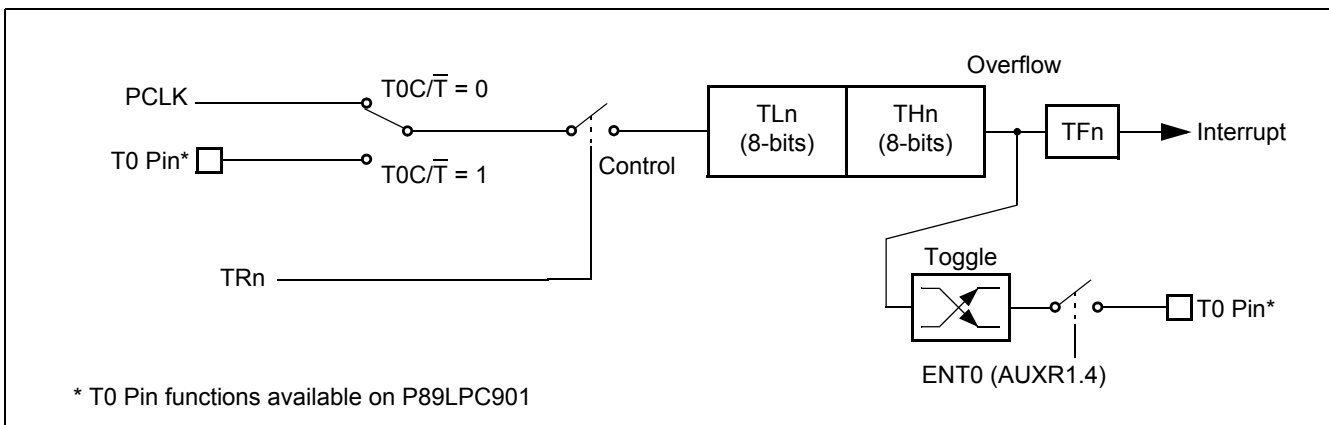 Overflow
PCLK
T0C/T̅ = 0
TLn
(8-bits)
THn
(8-bits)
TFn
Interrupt
T0 Pin*
T0C/T̅ = 1
Control
TRn
Toggle
T0 Pin*
ENT0 (AUXR1.4)
* T0 Pin functions available on P89LPC901